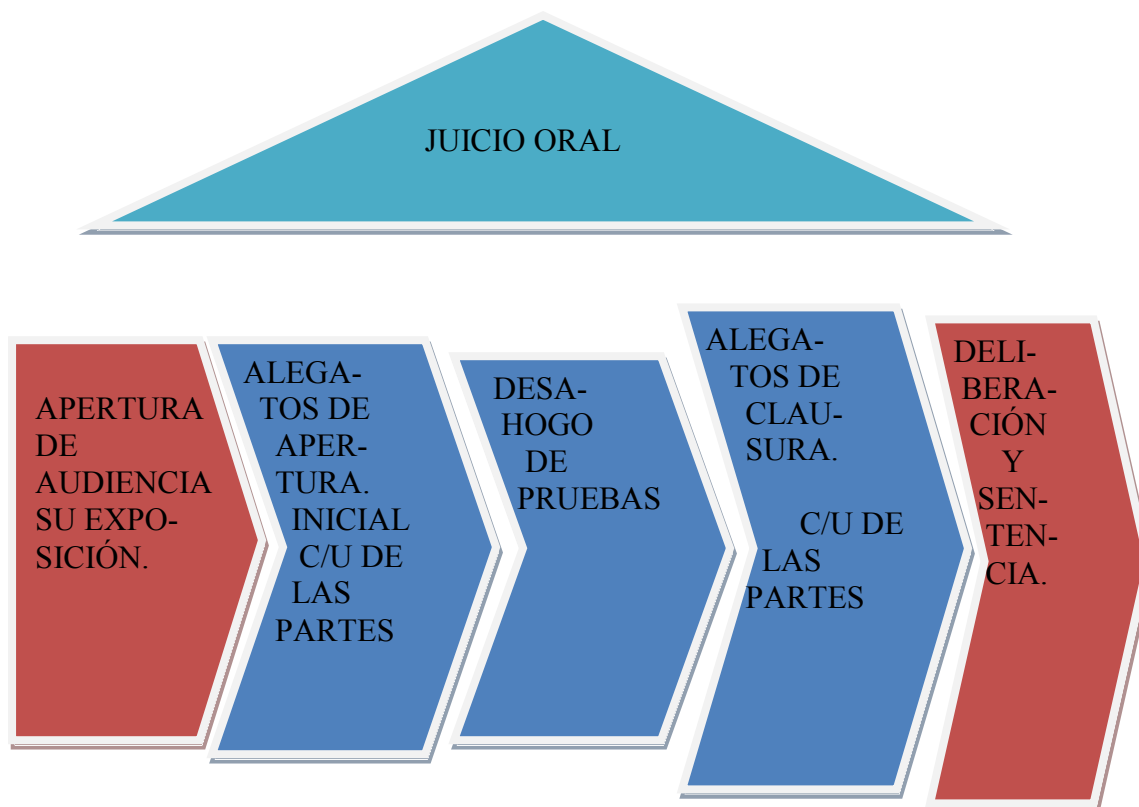 JUICIO ORAL
APERTURA
DE
AUDIENCIA
SU EXPO-
SICIÓN.
ALEGA-
TOS DE
APER-
TURA.
INICIAL
C/U DE
LAS
PARTES
DESA-
HOGO
DE
PRUEBAS
ALEGA-
TOS DE
CLAU-
SURA.
C/U DE
LAS
PARTES
DELI-
BERA-
CIÓN
Y
SEN-
TEN-
CIA.